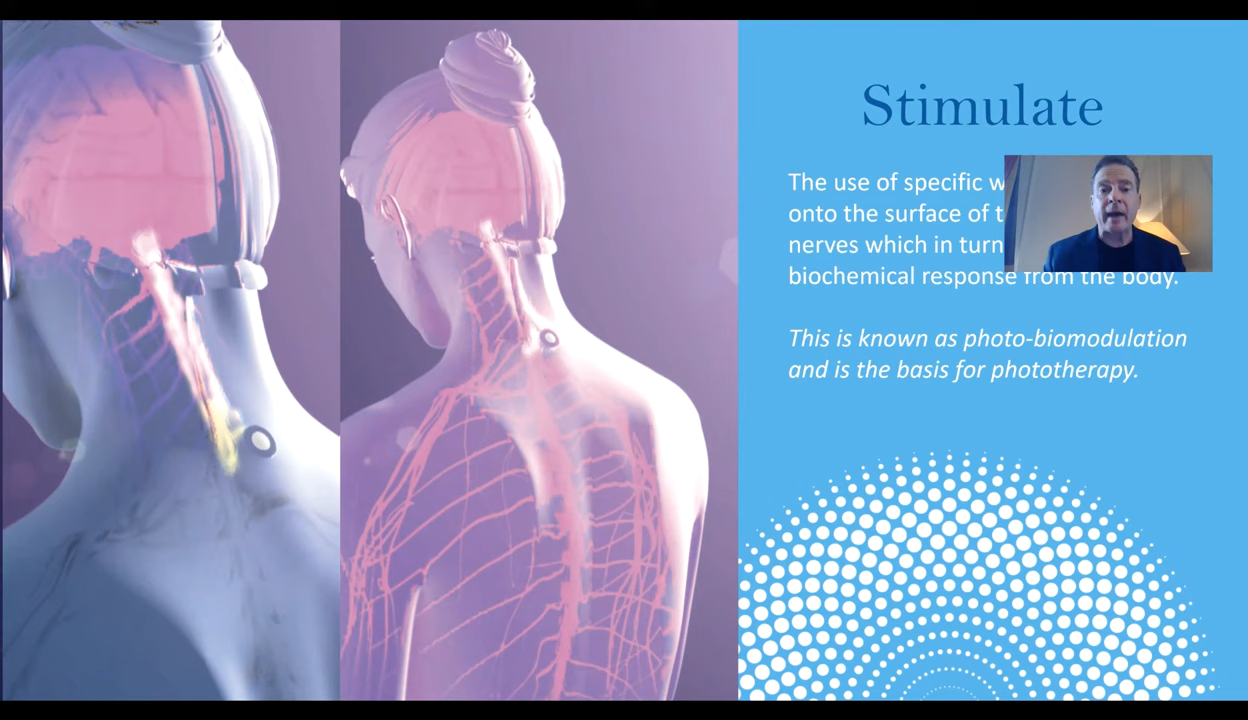 Stimulate
The use of specific
onto the surface of
nerves which in turn
biochemical response from the body.
This is known as photo-biomodulation
and is the basis for phototherapy.